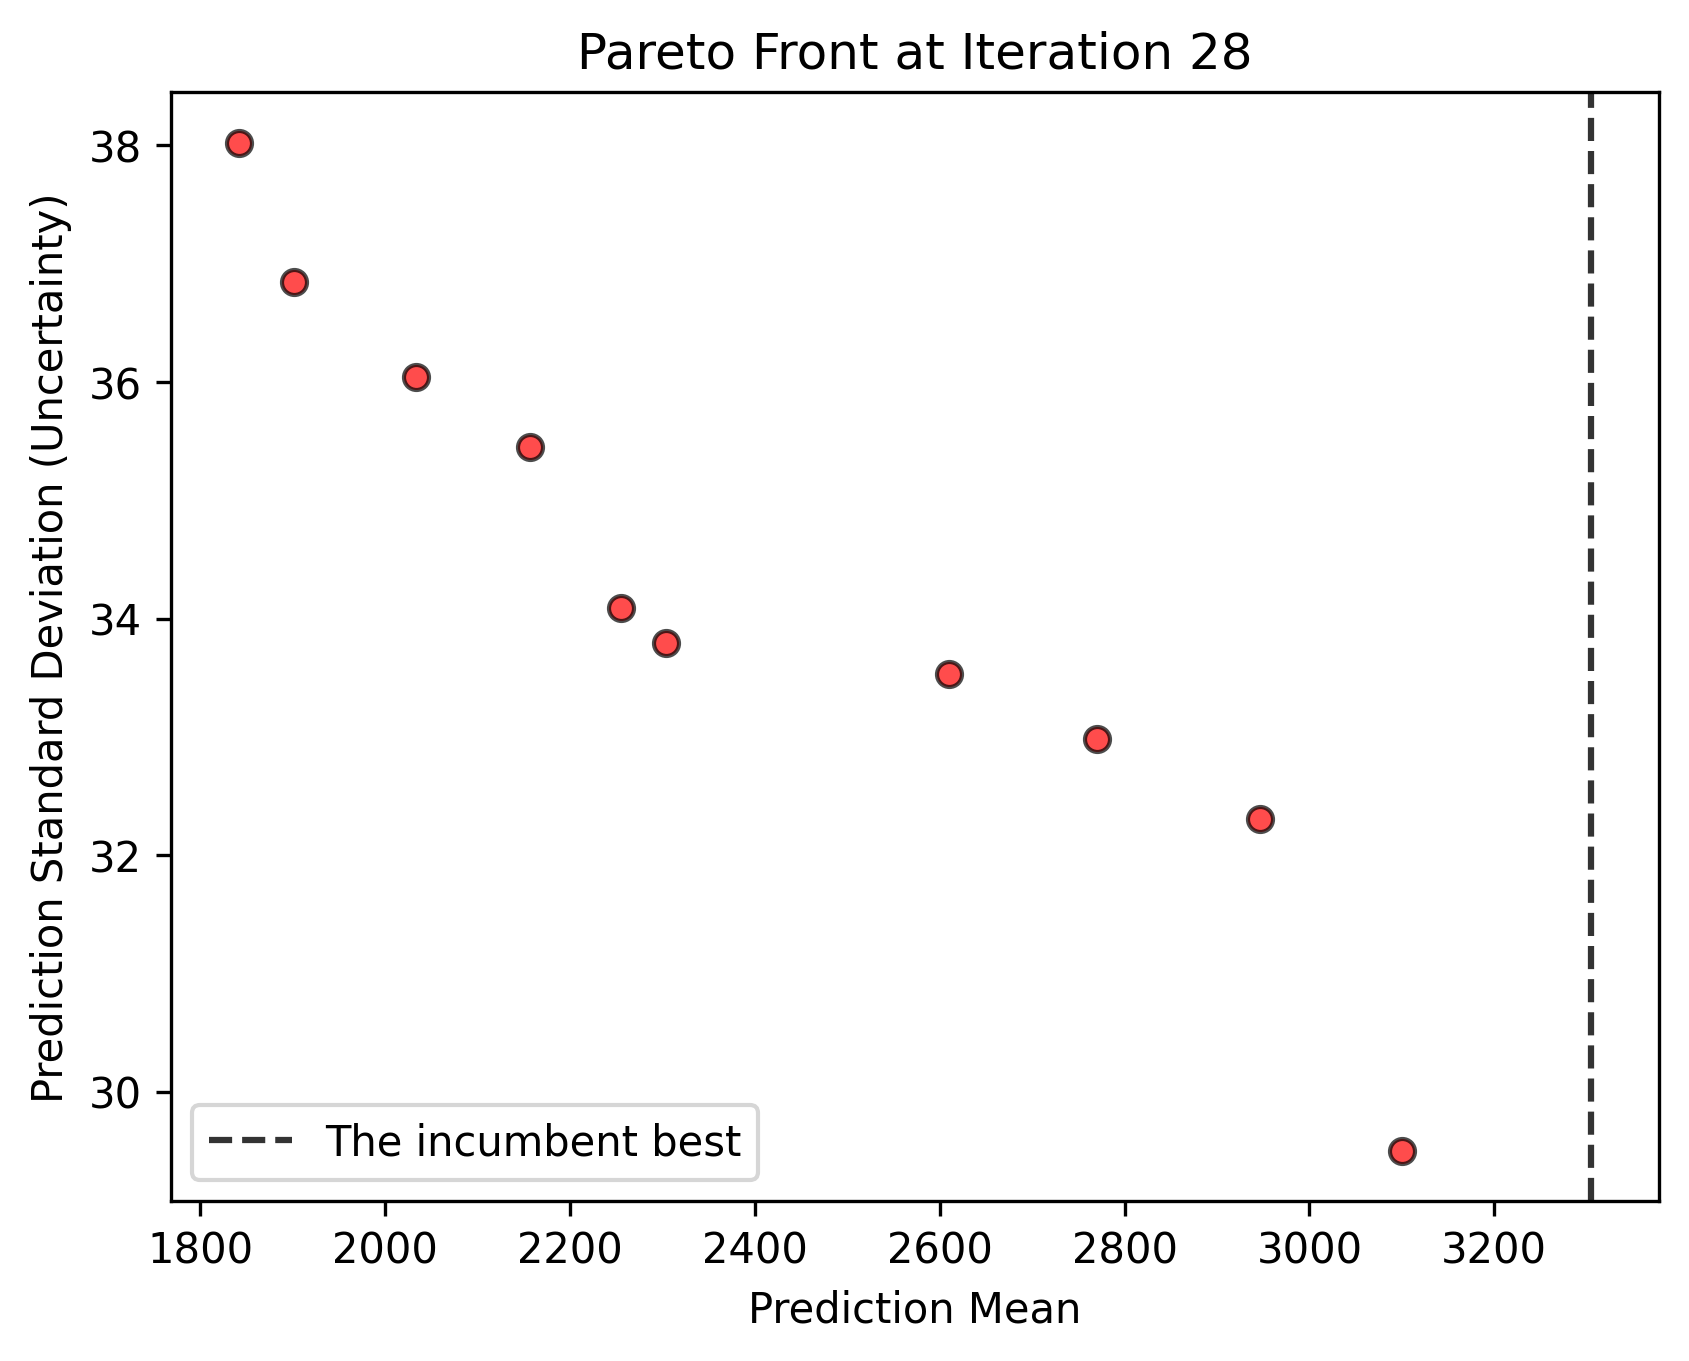 Pareto Front at Iteration 28
Prediction Standard Deviation (Uncertainty)
38
36
34
32
30
The incumbent best
1800 2000 2200 2400 2600 2800 3000 3200
Prediction Mean